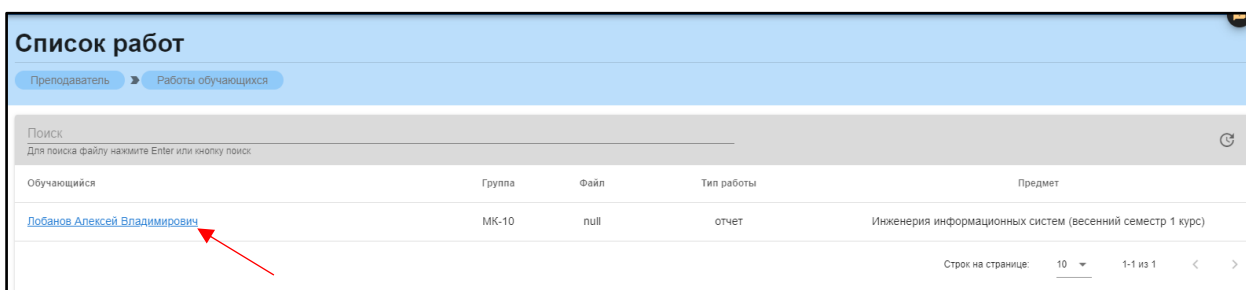 Список работ
Преподаватель Работы обучающихся
Поиск
Для поиска файлу нажмите Enter или кнопку поиск
Обучающийся Группа Файл Тип работы Предмет
Лобанов Алексей Владимирович МК-10 null отчет Инженерия информационных систем (весенний семестр 1 курс)
Строк на странице: 10 1-1 из 1